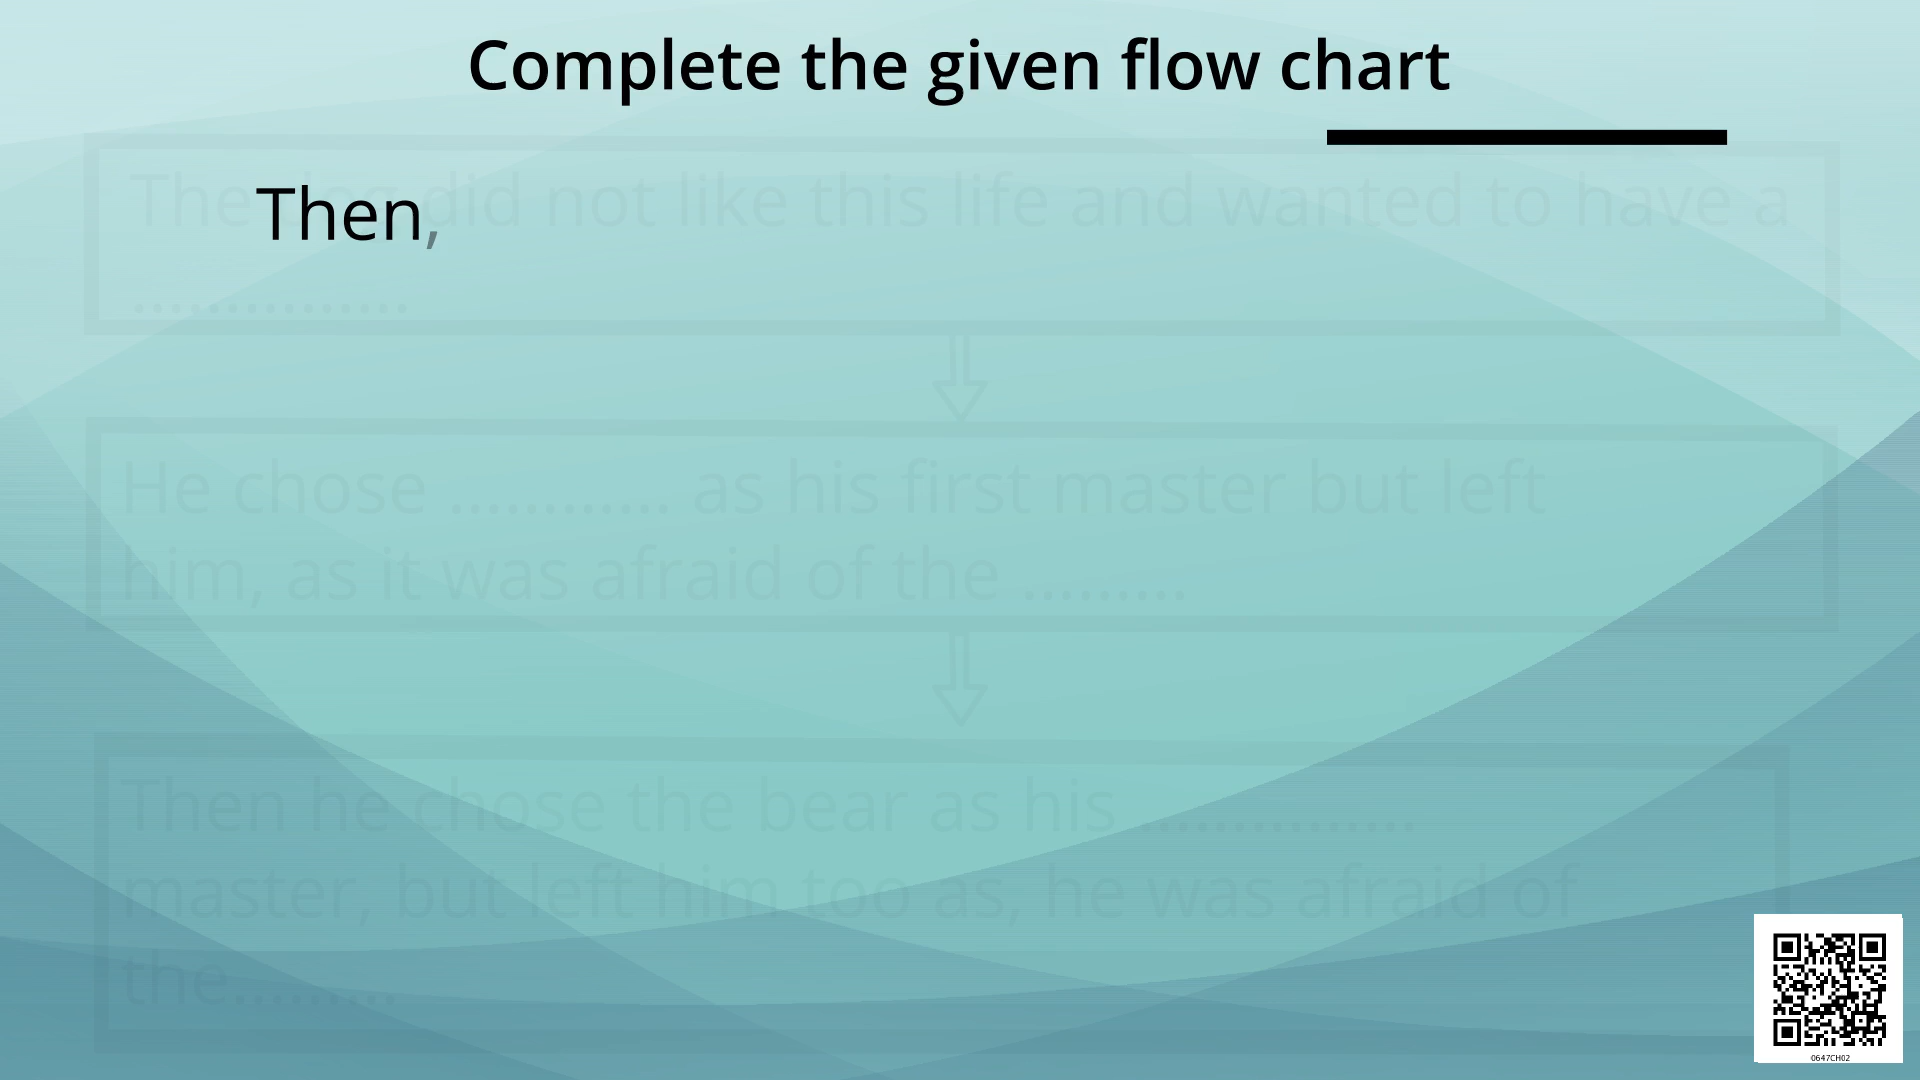 Complete the given flow chart
The dog did not like this life and wanted to have a
Then,
...............
He chose ............ as his first master but left
him, as it was afraid of the .........
Then he chose the bear as his ...............
master, but left him too as, he was afraid of
the.........
0647CH02